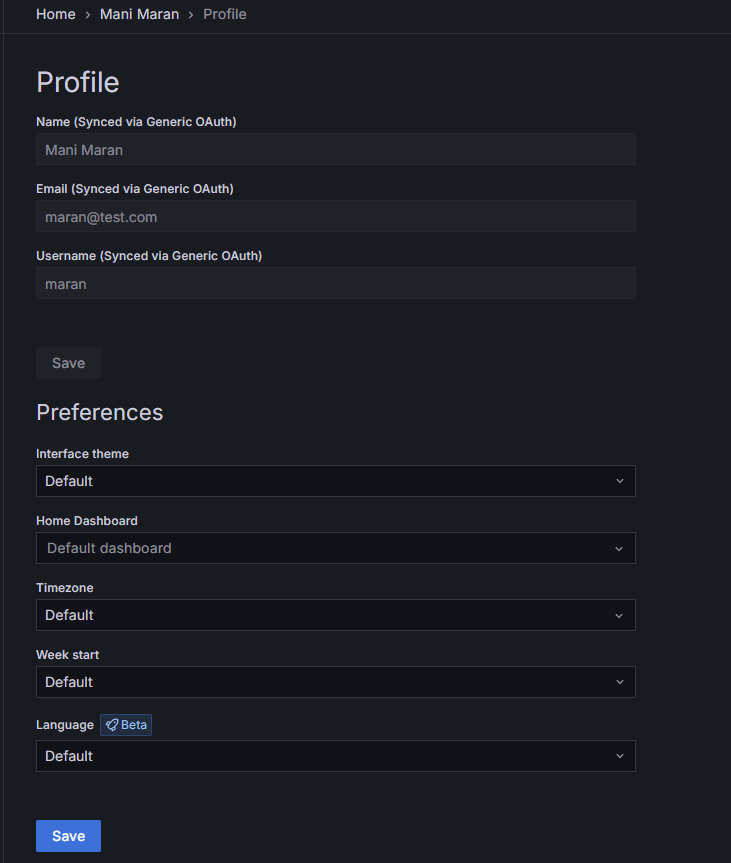 Home › Mani Maran › Profile
Profile
Name (Synced via Generic OAuth)
Mani Maran
Email (Synced via Generic OAuth)
maran@test.com
Username (Synced via Generic OAuth)
maran
Save
Preferences
Interface theme
Default
Home Dashboard
Default dashboard
Timezone
Default
Week start
Default
Language Beta
Default
Save